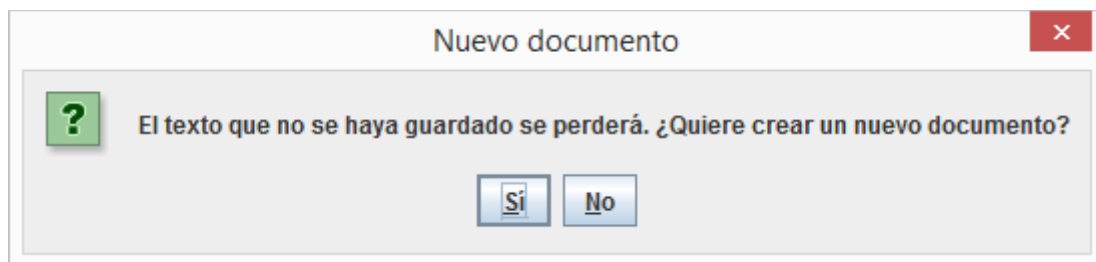 Nuevo documento
El texto que no se haya guardado se perderá. ¿Quiere crear un nuevo documento?
Sí No